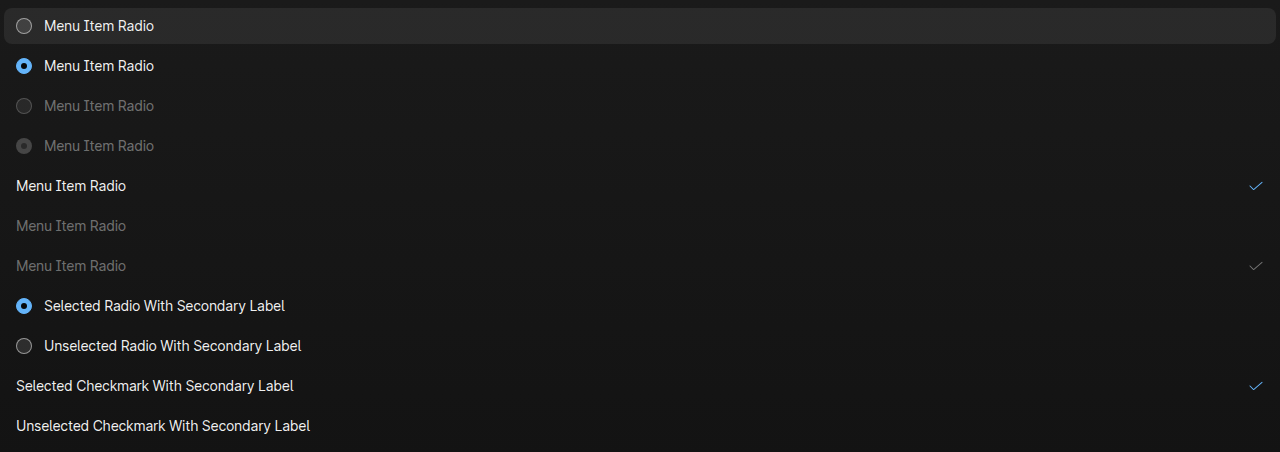 Menu Item Radio
Menu Item Radio
Menu Item Radio
Menu Item Radio
Menu Item Radio
Menu Item Radio
Menu Item Radio
Selected Radio With Secondary Label
Unselected Radio With Secondary Label
Selected Checkmark With Secondary Label
Unselected Checkmark With Secondary Label